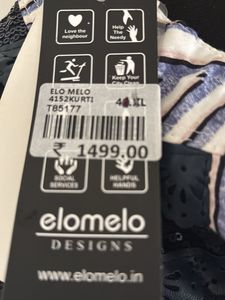 Love the
neighbour
Help
The
Needy
Keep Your
City Clean
ELO MELO
4152KURTI
T85177
XL
₹ 1499.00
SOCIAL
SERVICES
HELPFUL
HANDS
elomelo
DESIGNS
www.elomelo.in